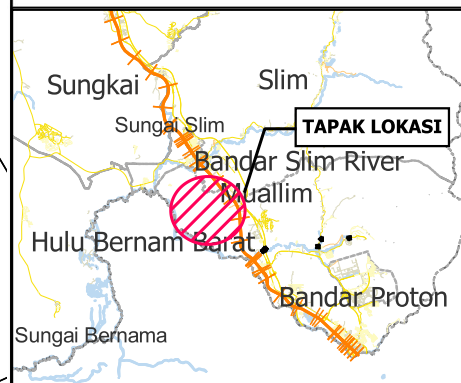 Sungkai
Slim
Sungai Slim
TAPAK LOKASI
Bandar Slim River
Muallim
Hulu Bernam Barat
Bandar Proton
Sungai Bernama